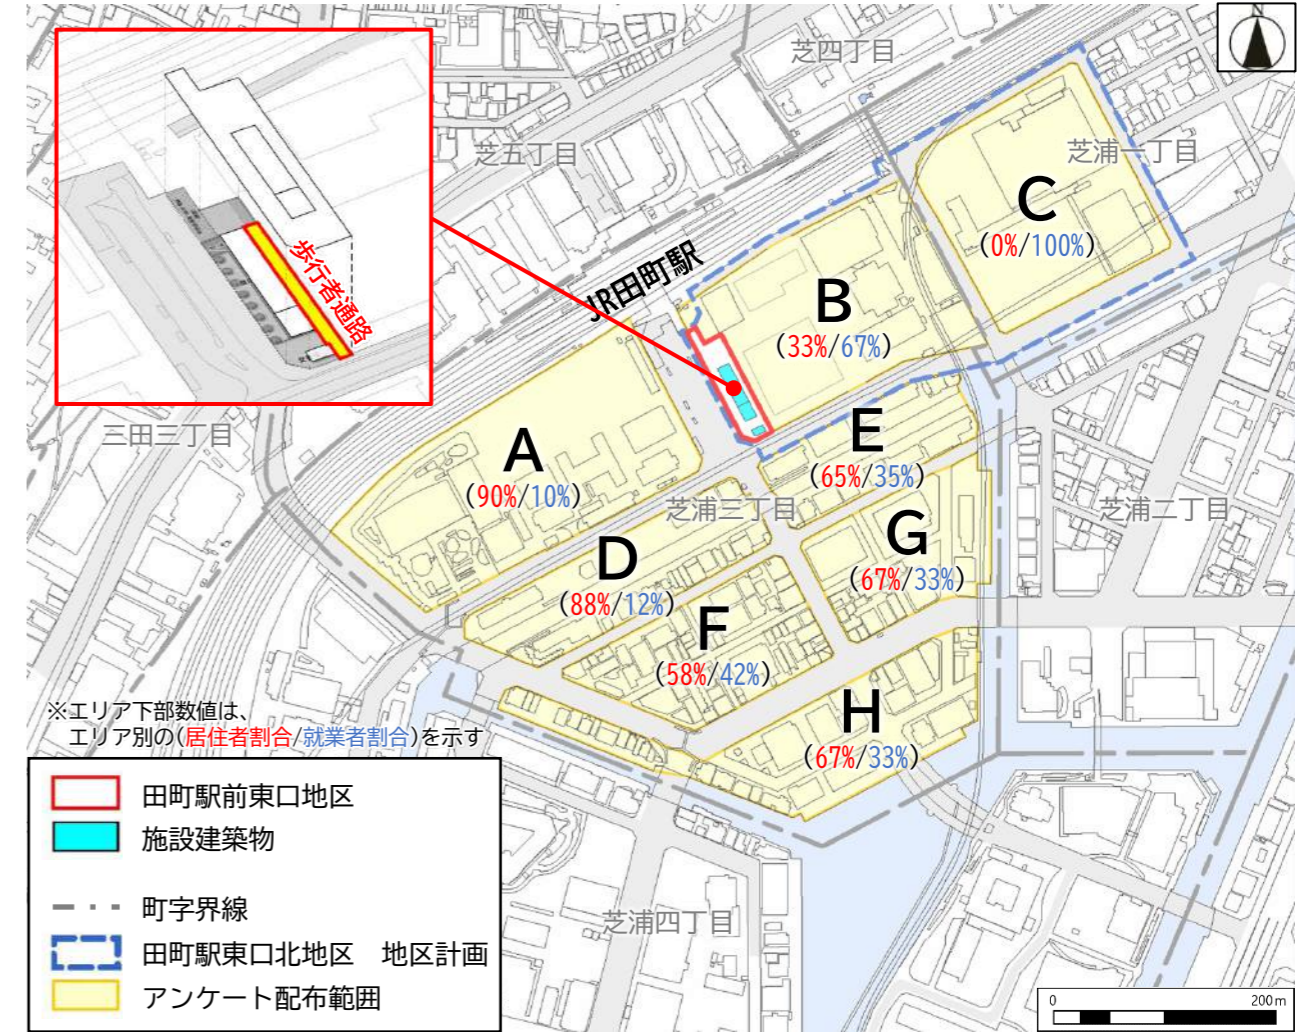 N
芝四丁目
芝五丁目
芝浦一丁目
歩行者通路
JR田町駅
C
(0%/100%)
B
(33%/67%)
三田三丁目
A
(90%/10%)
E
(65%/35%)
芝浦三丁目
芝浦二丁目
G
(67%/33%)
D
(88%/12%)
F
(58%/42%)
H
(67%/33%)
※エリア下部数値は、
エリア別の(居住者割合/就業者割合)を示す
田町駅前東口地区
施設建築物
町字界線
田町駅東口北地区　地区計画
アンケート配布範囲
芝浦四丁目
0 200m